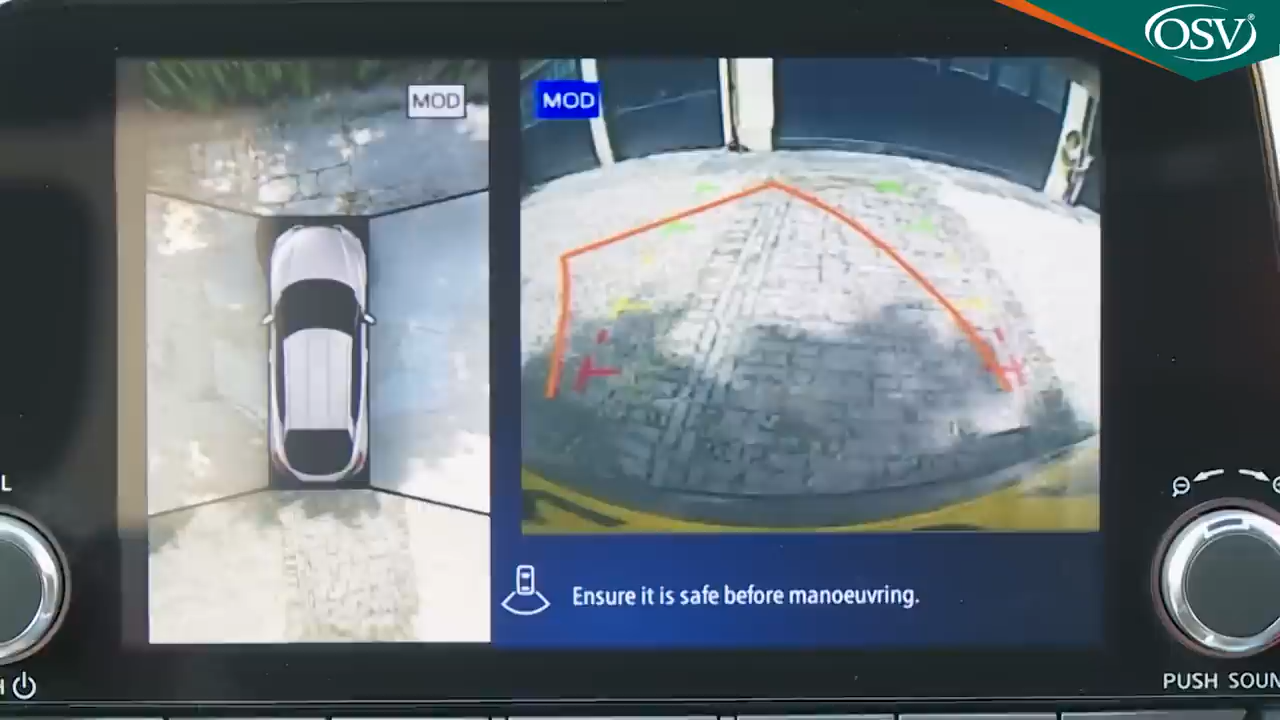 OSV®
MOD
MOD
Ensure it is safe before manoeuvring.
L
H
PUSH SOUN